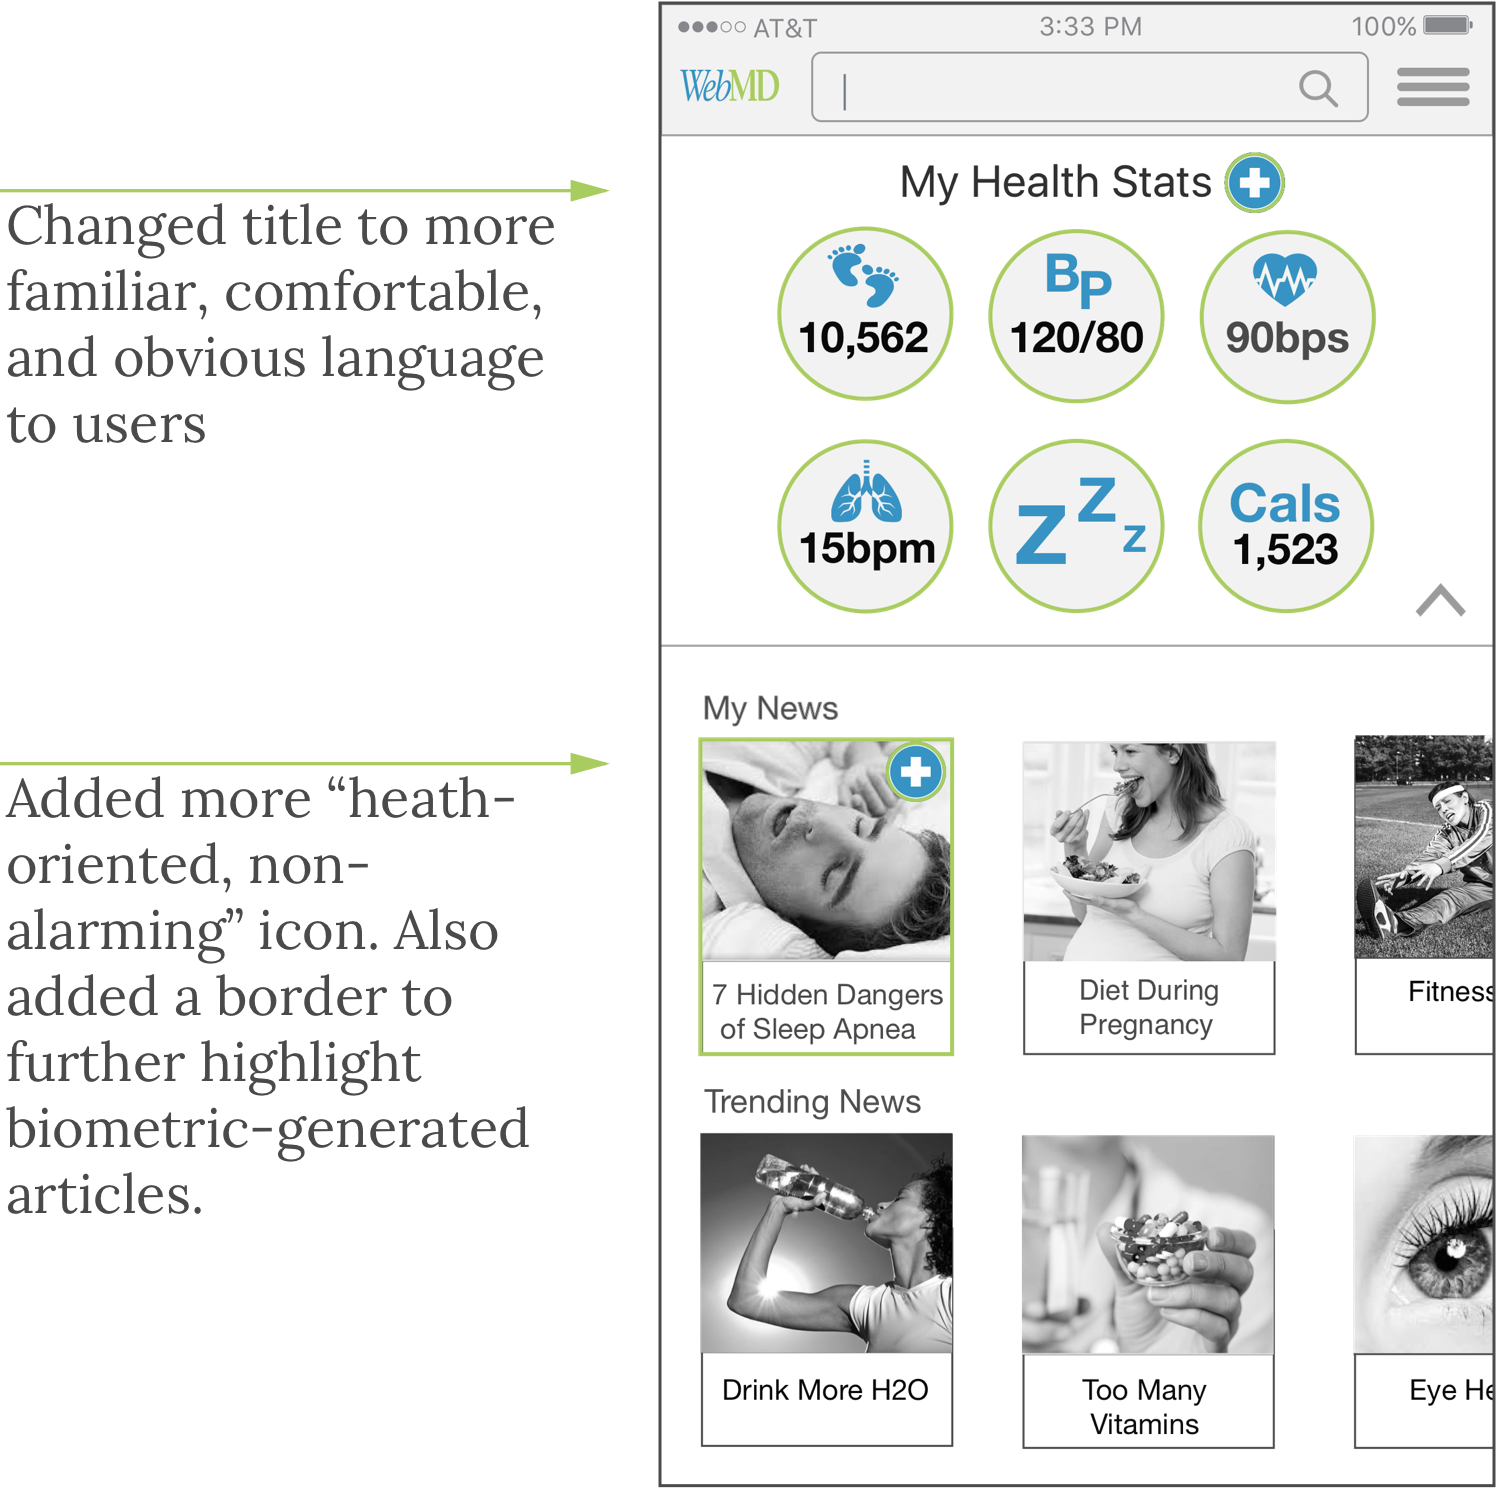 AT&T 3:33 PM 100%
WebMD
My Health Stats
10,562
BP
120/80
90bps
15bpm
ZZz
Cals
1,523
Changed title to more
familiar, comfortable,
and obvious language
to users
My News
7 Hidden Dangers
of Sleep Apnea
Diet During
Pregnancy
Fitness
Added more “heath-
oriented, non-
alarming” icon. Also
added a border to
further highlight
biometric-generated
articles.
Trending News
Drink More H2O
Too Many
Vitamins
Eye He